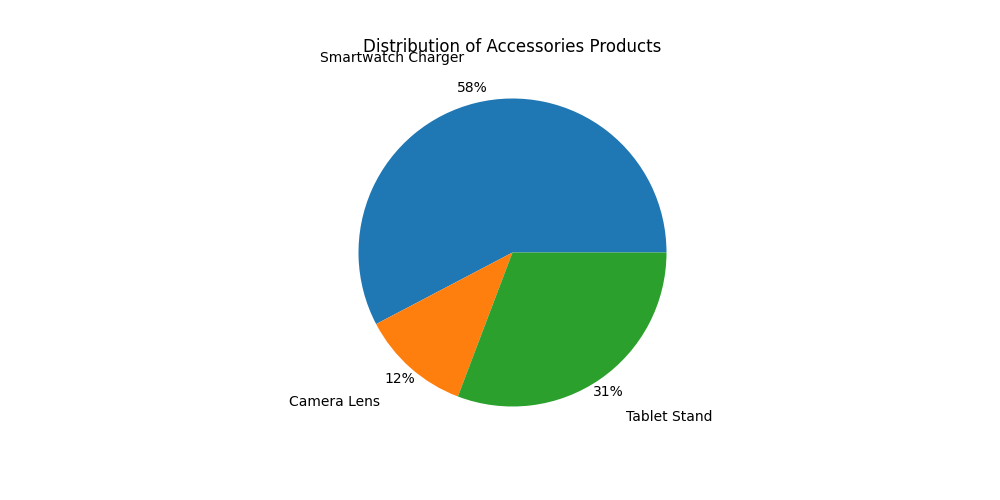 Distribution of Accessories Products
Smartwatch Charger
58%
12%
Camera Lens
31%
Tablet Stand